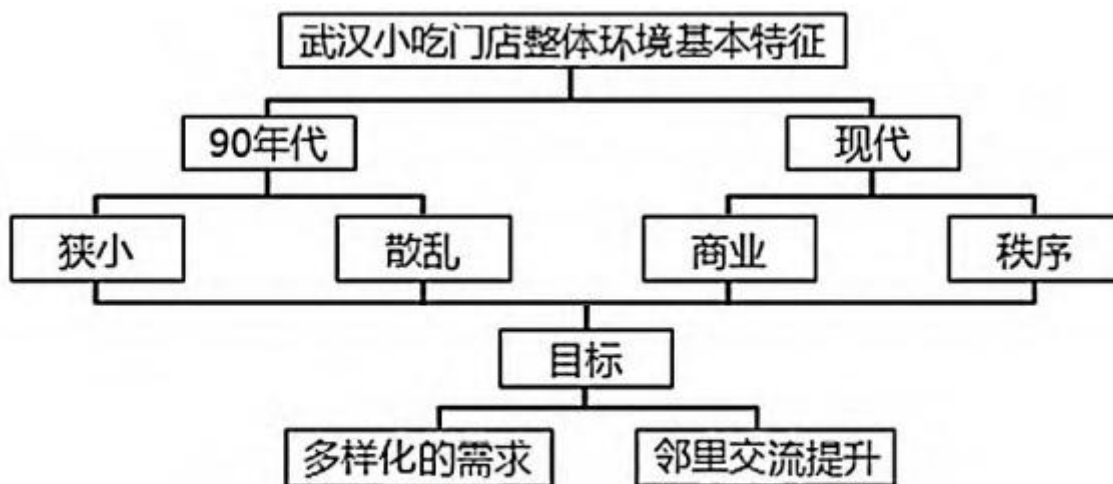 武汉小吃门店整体环境基本特征
90年代
现代
狭小
散乱
商业
秩序
目标
多样化的需求
邻里交流提升